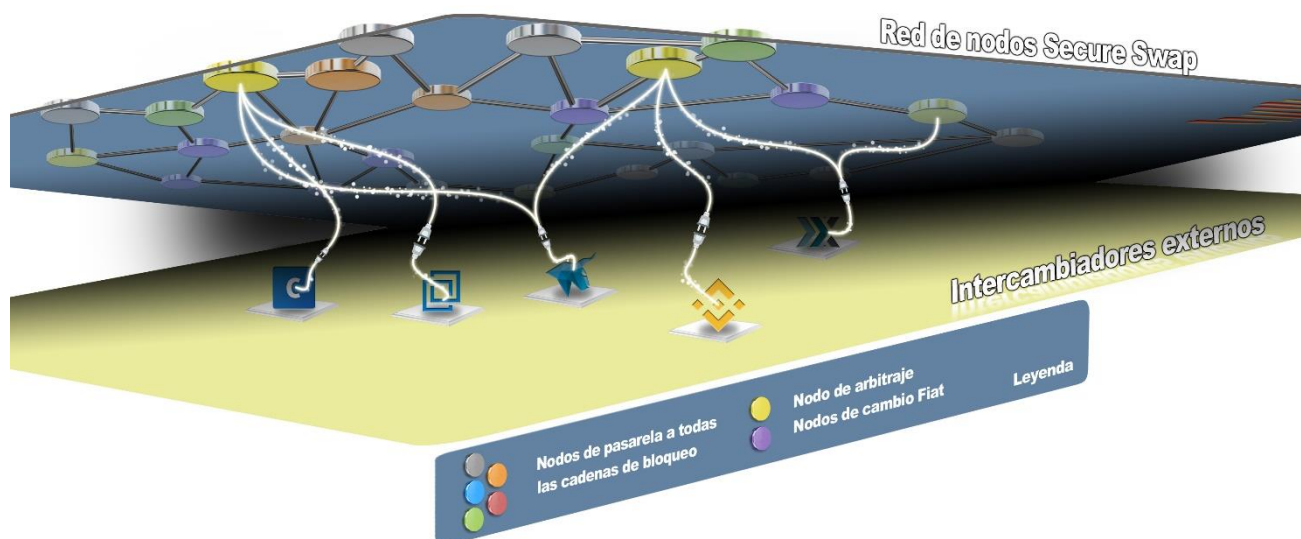 Red de nodos Secure Swap
Intercambiadores externos
Leyenda
Nodo de arbitraje
Nodos de cambio Fiat
Nodos de pasarela a todas
las cadenas de bloqueo